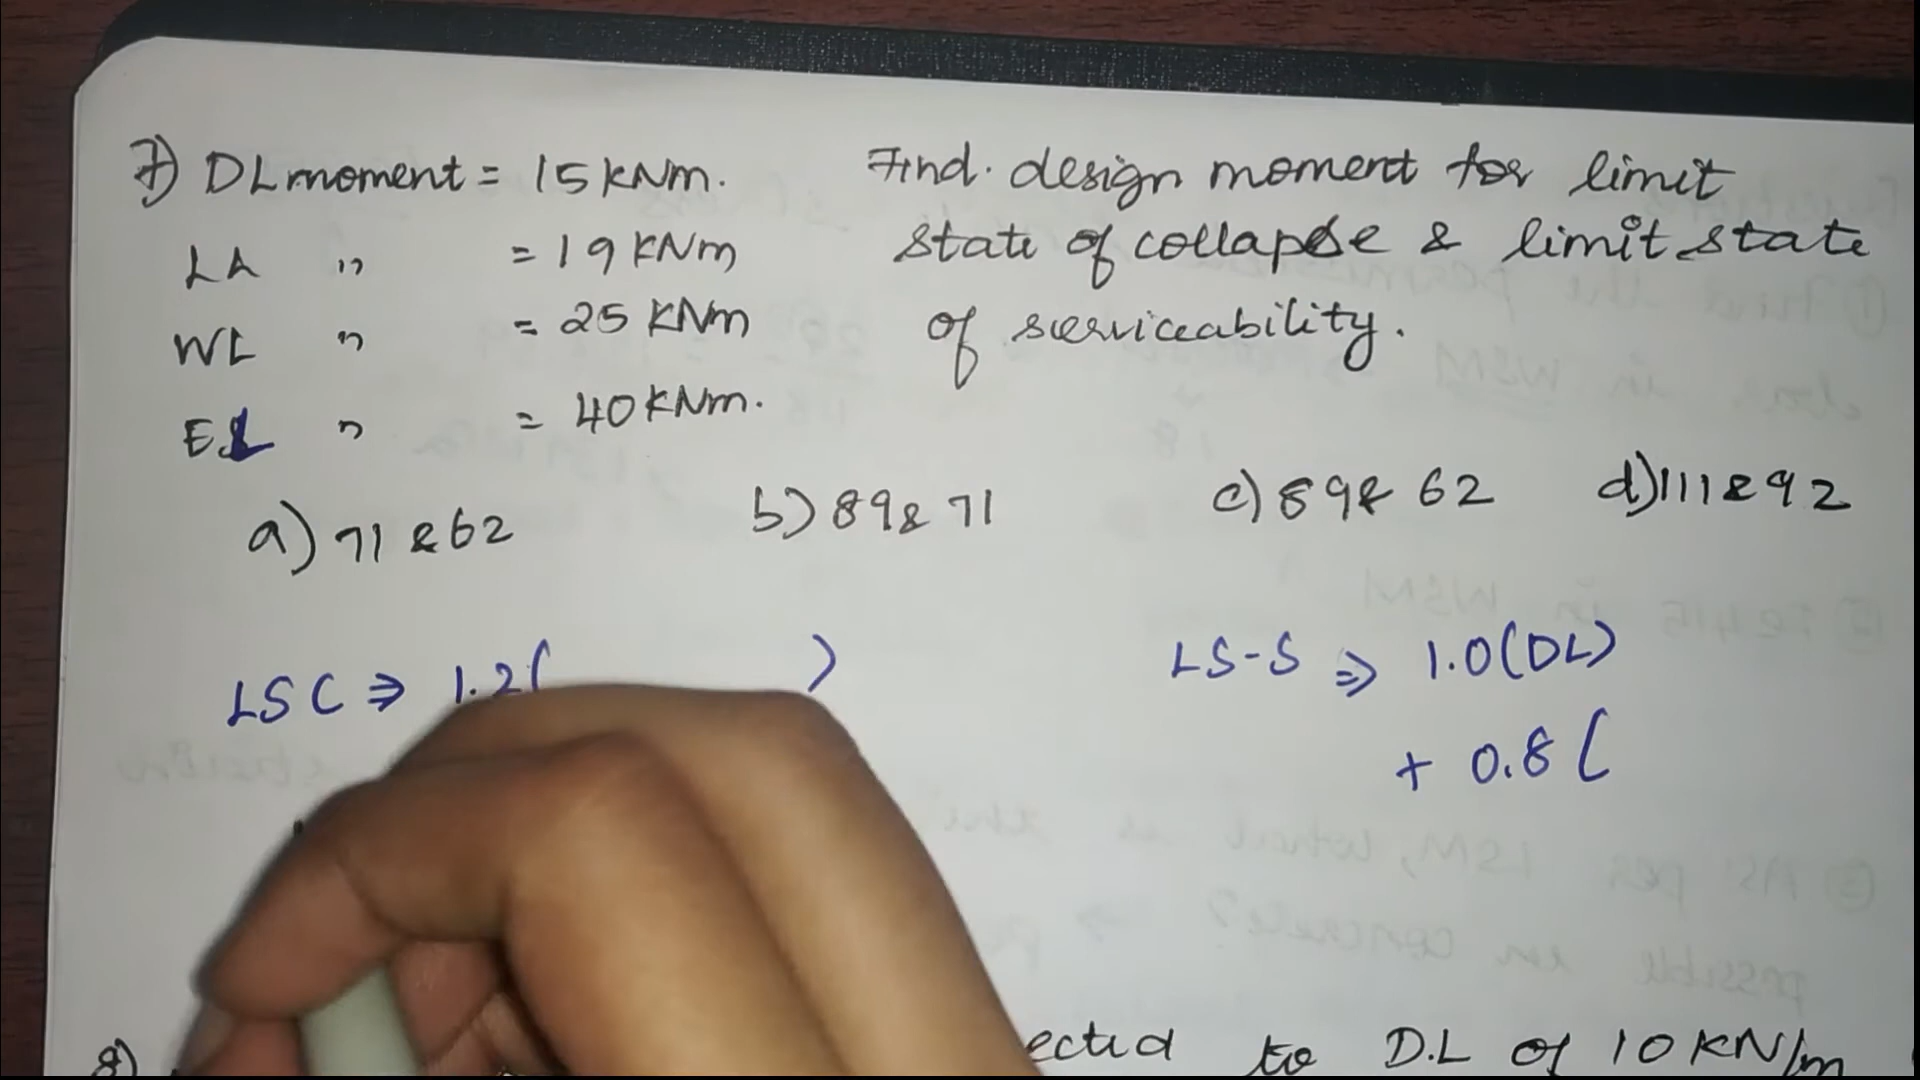 7) DL moment = 15 kNm. Find. design moment for limit
LL " = 19 kNm state of collapse & limit state
WL " = 25 kNm of serviceability.
EL " = 40 kNm.
a) 71 & 62 b) 89 & 71 c) 89 & 62 d) 111 & 92
LSC ⇒ 1.2( ) LS-S ⇒ 1.0(DL)
+ 0.8 (
8) ected to D.L of 10 KN/m